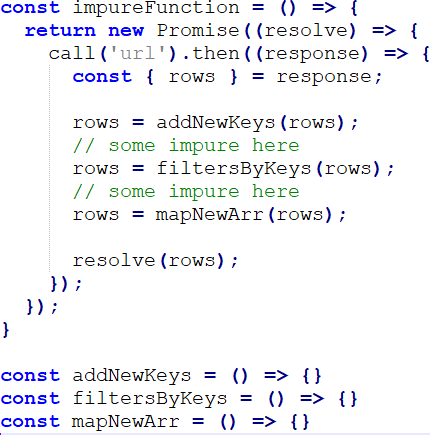 const impureFunction = () => {
return new Promise((resolve) => {
call('url').then((response) => {
const { rows } = response;
rows = addNewKeys(rows);
// some impure here
rows = filtersByKeys(rows);
// some impure here
rows = mapNewArr(rows);
resolve(rows);
});
});
}
const addNewKeys = () => {}
const filtersByKeys = () => {}
const mapNewArr = () => {}